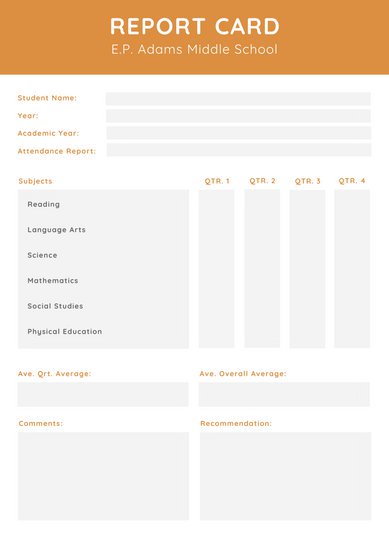 REPORT CARD
E.P. Adams Middle School
Student Name:
Year:
Academic Year:
Attendance Report:
Subjects QTR. 1 QTR. 2 QTR. 3 QTR. 4
Reading
Language Arts
Science
Mathematics
Social Studies
Physical Education
Ave. Qrt. Average: Ave. Overall Average:
Comments: Recommendation: